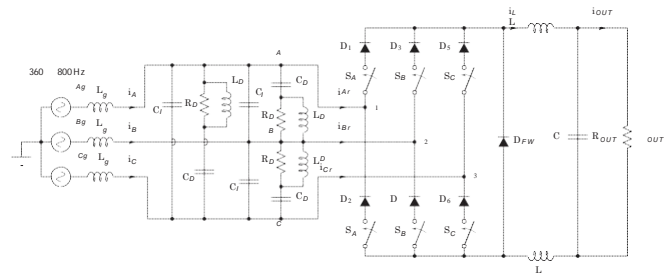 iL
iOUT
L
D1 D3 D5
A
360 800 Hz
LD
CD
SA SB SC
Ag Lg iA
CI RD CI
iAr
1
RD LD
B
Bg Lg iB
iBr
2
DFW C ROUT OUT
RD LD
Cg Lg iC
iCr
3
CD CI
CD
D2 D D6
C
SA SB SC
L